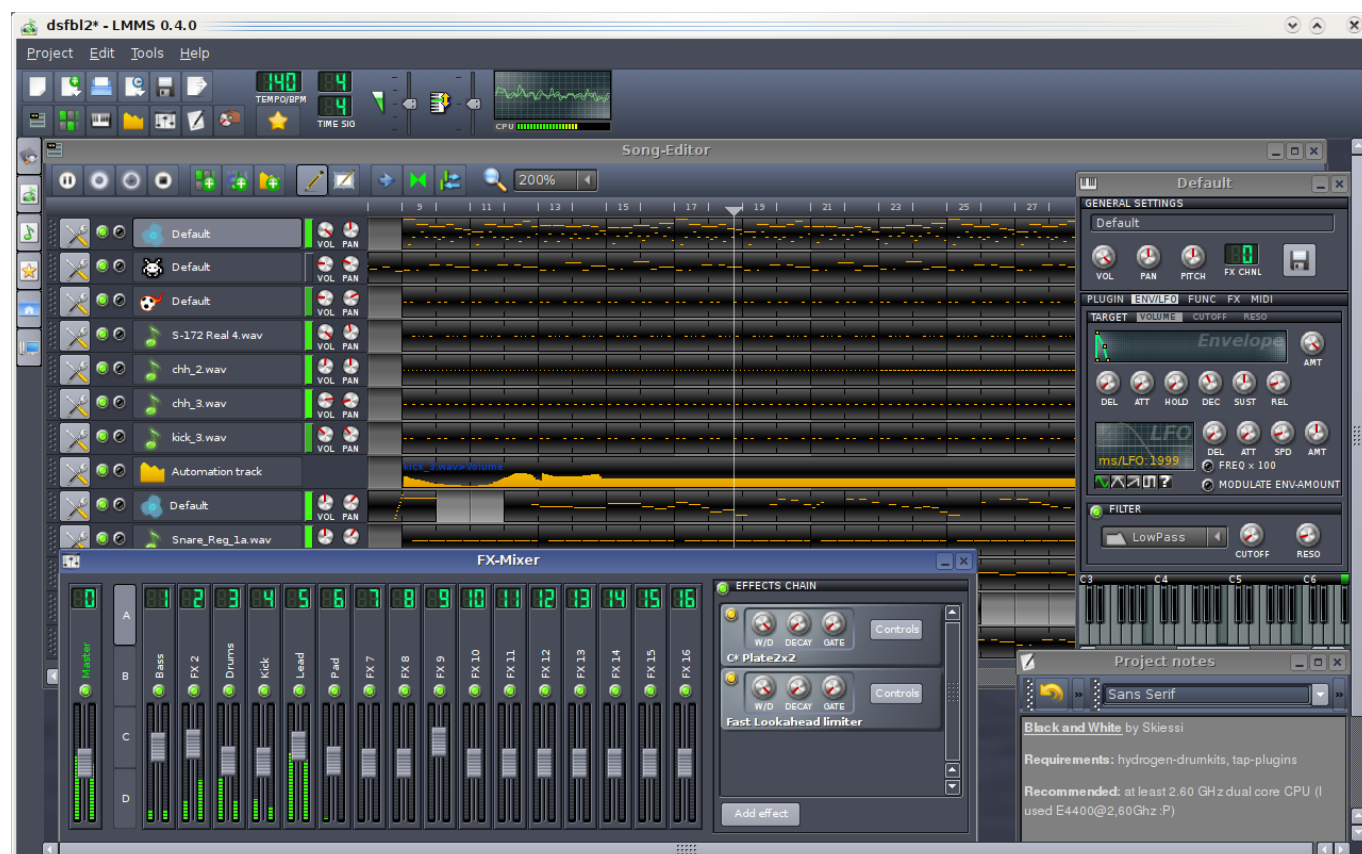 dsfbl2* - LMMS 0.4.0
Project Edit Tools Help
140
TEMPO/BPM
4
4
TIME SIG
CPU
Song-Editor
200%
9 11 13 15 17 19 21 23 25 27
Default VOL PAN
Default VOL PAN
Default VOL PAN
S-172 Real 4.wav VOL PAN
chh_2.wav VOL PAN
chh_3.wav VOL PAN
kick_3.wav VOL PAN
Automation track
kick_3.wav>Volume
Default VOL PAN
Snare_Reg_1a.wav
Default
GENERAL SETTINGS
Default
0
VOL PAN PITCH FX CHNL
PLUGIN ENV/LFO FUNC FX MIDI
TARGET VOLUME CUTOFF RESO
Envelope
AMT
DEL ATT HOLD DEC SUST REL
LFO
ms/LFO: 1999
DEL ATT SPD AMT
FREQ × 100
?
MODULATE ENV-AMOUNT
FILTER
LowPass
CUTOFF RESO
C3 C4 C5 C6
FX-Mixer
0 1 2 3 4 5 6 7 8 9 10 11 12 13 14 15 16
Master
A
B
C
D
Bass
FX 2
Drums
Kick
Lead
Pad
FX 7
FX 8
FX 9
FX 10
FX 11
FX 12
FX 13
FX 14
FX 15
FX 16
EFFECTS CHAIN
W/D DECAY GATE
Controls
C* Plate2x2
W/D DECAY GATE
Controls
Fast Lookahead limiter
Add effect
Project notes
» Sans Serif »
Black and White by Skiessi
Requirements: hydrogen-drumkits, tap-plugins
Recommended: at least 2.60 GHz dual core CPU (I
used E4400@2,60Ghz :P)